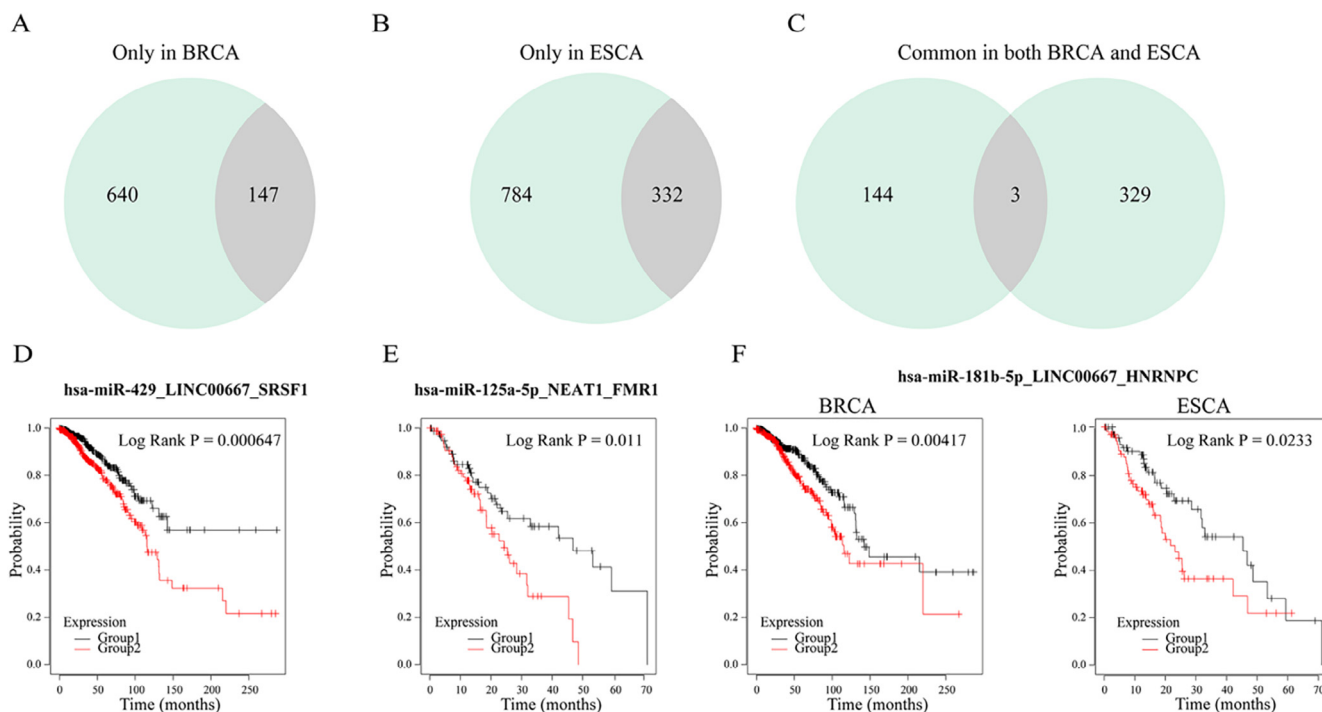 A
Only in BRCA
640
147
B
Only in ESCA
784
332
C
Common in both BRCA and ESCA
144
3
329
D
hsa-miR-429_LINC00667_SRSF1
Log Rank P = 0.000647
Probability
1.0
0.8
0.6
0.4
0.2
0.0
Expression
Group1
Group2
0 50 100 150 200 250
Time (months)
E
hsa-miR-125a-5p_NEAT1_FMR1
Log Rank P = 0.011
Probability
1.0
0.8
0.6
0.4
0.2
0.0
Expression
Group1
Group2
0 10 20 30 40 50 60 70
Time (months)
F
hsa-miR-181b-5p_LINC00667_HNRNPC
BRCA
Log Rank P = 0.00417
Probability
1.0
0.8
0.6
0.4
0.2
0.0
Expression
Group1
Group2
0 50 100 150 200 250
Time (months)
ESCA
Log Rank P = 0.0233
Probability
1.0
0.8
0.6
0.4
0.2
0.0
Expression
Group1
Group2
0 10 20 30 40 50 60 70
Time (months)